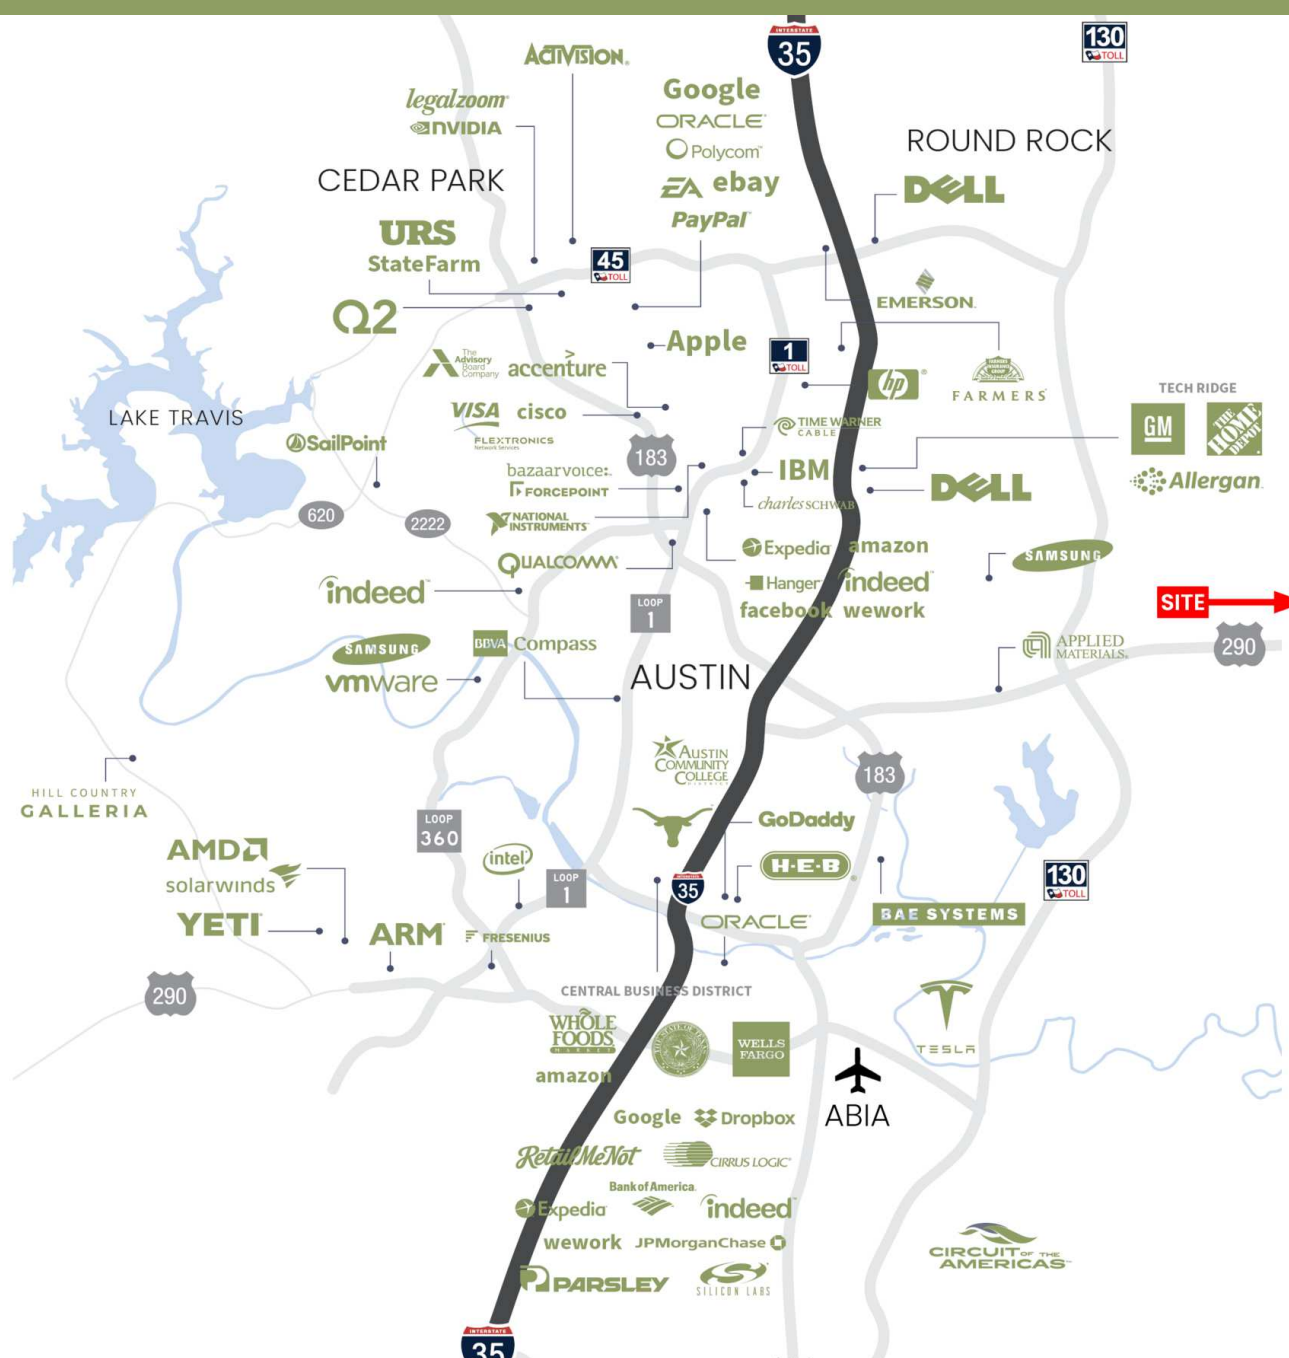 INTERSTATE
35
130
TOLL
ACTIVISION
Google
ORACLE
Polycom
EA ebay
PayPal
legalzoom
NVIDIA
ROUND ROCK
DELL
CEDAR PARK
URS
StateFarm
45
TOLL
Q2
EMERSON
Apple
1
TOLL
The
Advisory
Board
Company
accenture
hp
FARMERS
TECH RIDGE
GM
THE
HOME
DEPOT
Allergan
LAKE TRAVIS
VISA cisco
FLEXTRONICS
Network Services
TIME WARNER
CABLE
SailPoint
183
bazaarvoice:
FORCEPOINT
IBM
charles SCHWAB
DELL
620
2222
NATIONAL
INSTRUMENTS
QUALCOMM
Expedia amazon
Hanger indeed
facebook wework
SAMSUNG
indeed
LOOP
1
SITE
290
SAMSUNG
vmware
BBVA Compass
AUSTIN
APPLIED
MATERIALS
AUSTIN
COMMUNITY
COLLEGE
DISTRICT
183
HILL COUNTRY
GALLERIA
LOOP
360
GoDaddy
H-E-B
AMD
solarwinds
YETI
intel
LOOP
1
35
130
TOLL
ARM
FRESENIUS
ORACLE
BAE SYSTEMS
290
CENTRAL BUSINESS DISTRICT
WHOLE
FOODS
MARKET
WELLS
FARGO
TESLA
amazon
ABIA
Google Dropbox
RetailMeNot
CIRRUS LOGIC
Bank of America
Expedia
indeed
wework JPMorganChase
PARSLEY
SILICON LABS
CIRCUIT OF THE
AMERICAS
INTERSTATE
35